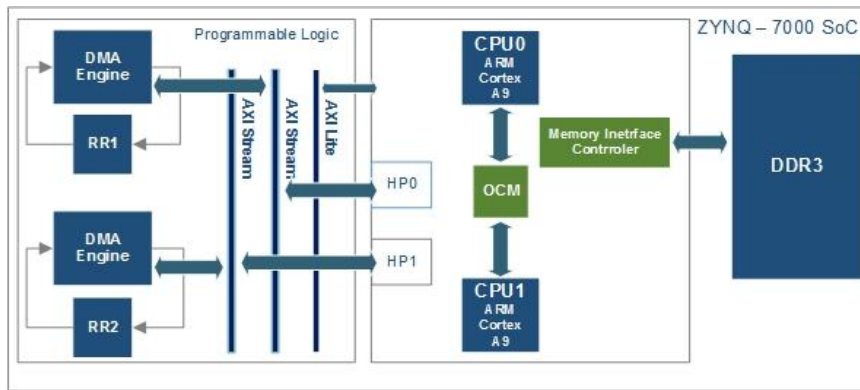 ZYNQ – 7000 SoC
Programmable Logic
DMA
Engine
RR1
DMA
Engine
RR2
AXI Stream
AXI Stream
AXI Lite
HP0
HP1
CPU0
ARM
Cortex
A9
OCM
CPU1
ARM
Cortex
A9
Memory Inetrface
Contrroler
DDR3